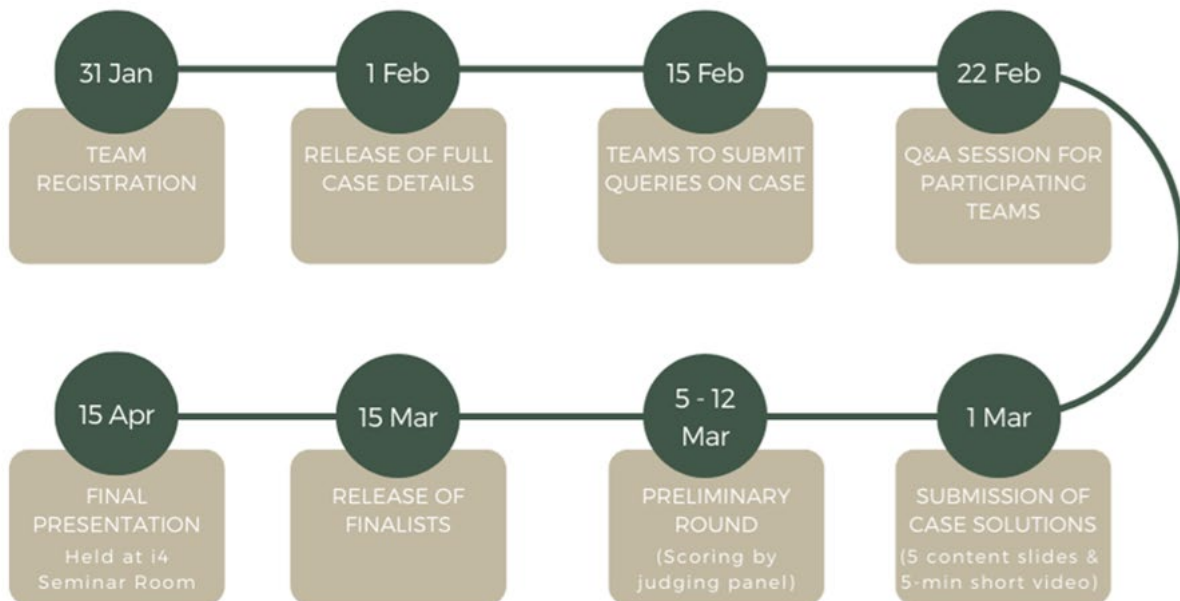 31 Jan
TEAM
REGISTRATION
1 Feb
RELEASE OF FULL
CASE DETAILS
15 Feb
TEAMS TO SUBMIT
QUERIES ON CASE
22 Feb
Q&A SESSION FOR
PARTICIPATING
TEAMS
1 Mar
SUBMISSION OF
CASE SOLUTIONS
(5 content slides &
5-min short video)
5 - 12
Mar
PRELIMINARY
ROUND
(Scoring by
judging panel)
15 Mar
RELEASE OF
FINALISTS
15 Apr
FINAL
PRESENTATION
Held at i4
Seminar Room